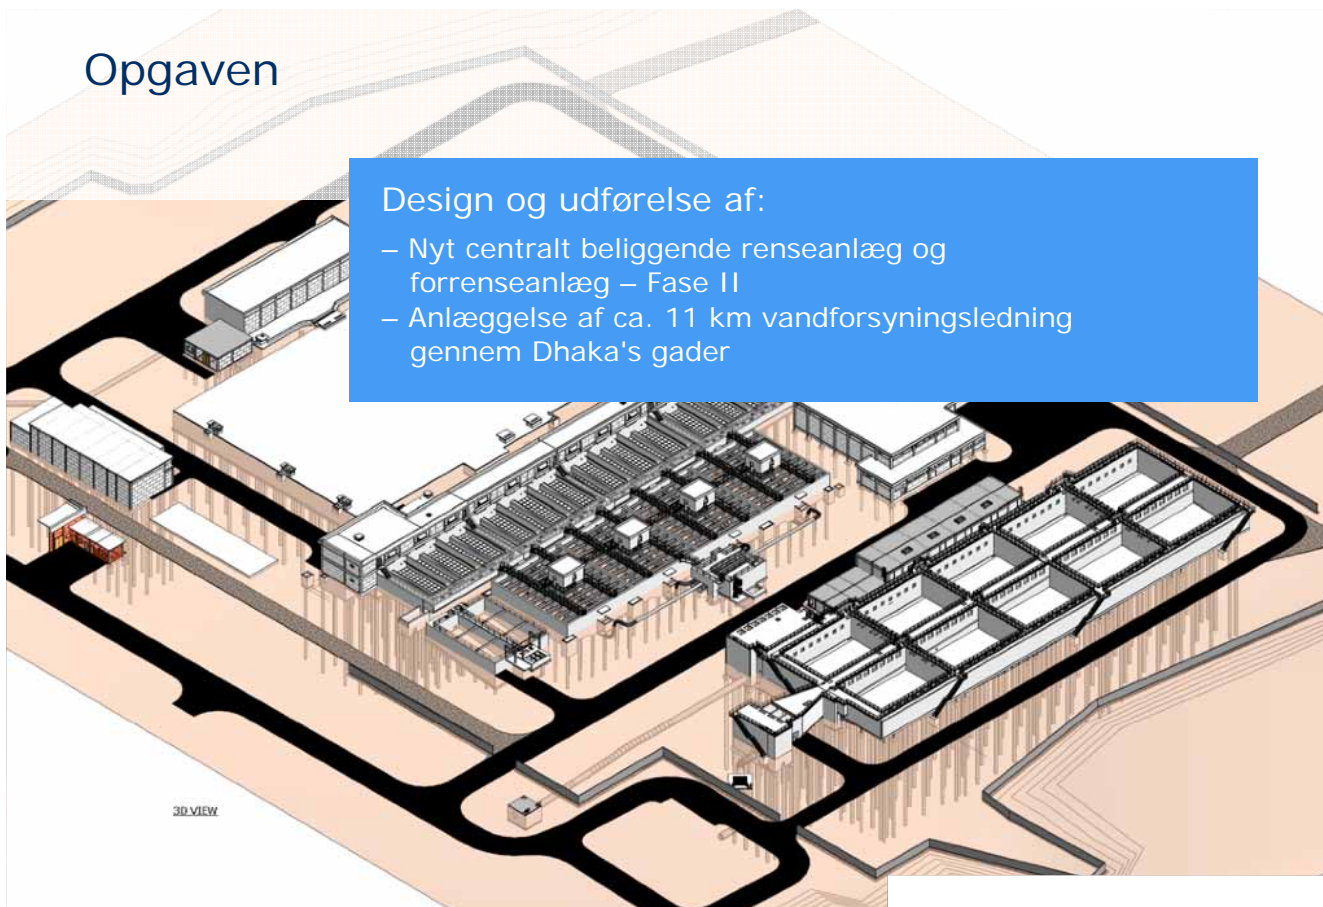 Opgaven
Design og udførelse af:
– Nyt centralt beliggende renseanlæg og
forrenseanlæg – Fase II
– Anlæggelse af ca. 11 km vandforsyningsledning
gennem Dhaka's gader
3D VIEW